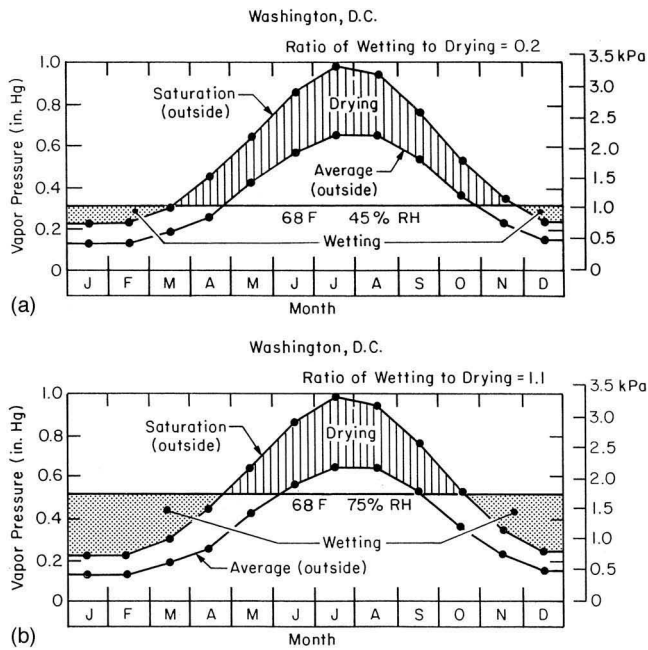 Washington, D.C.
Ratio of Wetting to Drying = 0.2
1.0
0.8
0.6
0.4
0.2
0
Vapor Pressure (in. Hg)
Saturation
(outside)
Drying
Average
(outside)
68 F 45% RH
Wetting
3.5 kPa
3.0
2.5
2.0
1.5
1.0
0.5
0
J F M A M J J A S O N D
Month
(a)
Washington, D.C.
Ratio of Wetting to Drying = 1.1
1.0
0.8
0.6
0.4
0.2
0
Vapor Pressure (in. Hg)
Saturation
(outside)
Drying
68 F 75% RH
Wetting
Average (outside)
3.5 kPa
3.0
2.5
2.0
1.5
1.0
0.5
0
J F M A M J J A S O N D
Month
(b)